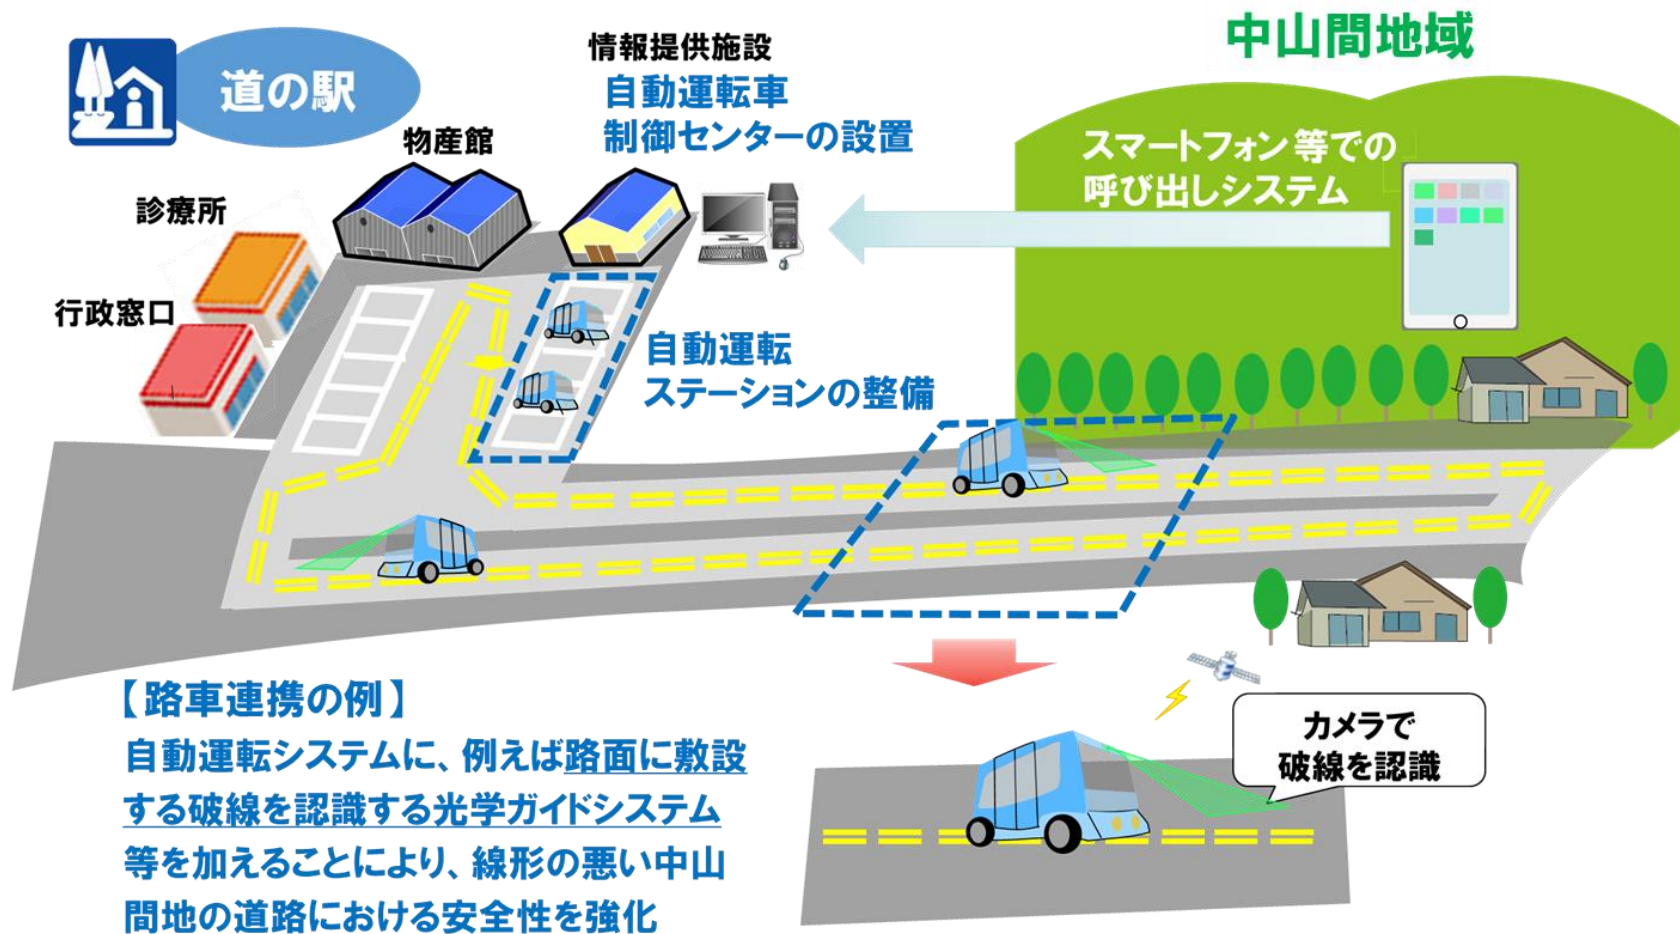 中山間地域
道の駅
情報提供施設
自動運転車
制御センターの設置
物産館
スマートフォン等での
呼び出しシステム
診療所
行政窓口
自動運転
ステーションの整備
【路車連携の例】
自動運転システムに、例えば路面に敷設
する破線を認識する光学ガイドシステム
等を加えることにより、線形の悪い中山
間地の道路における安全性を強化
カメラで
破線を認識